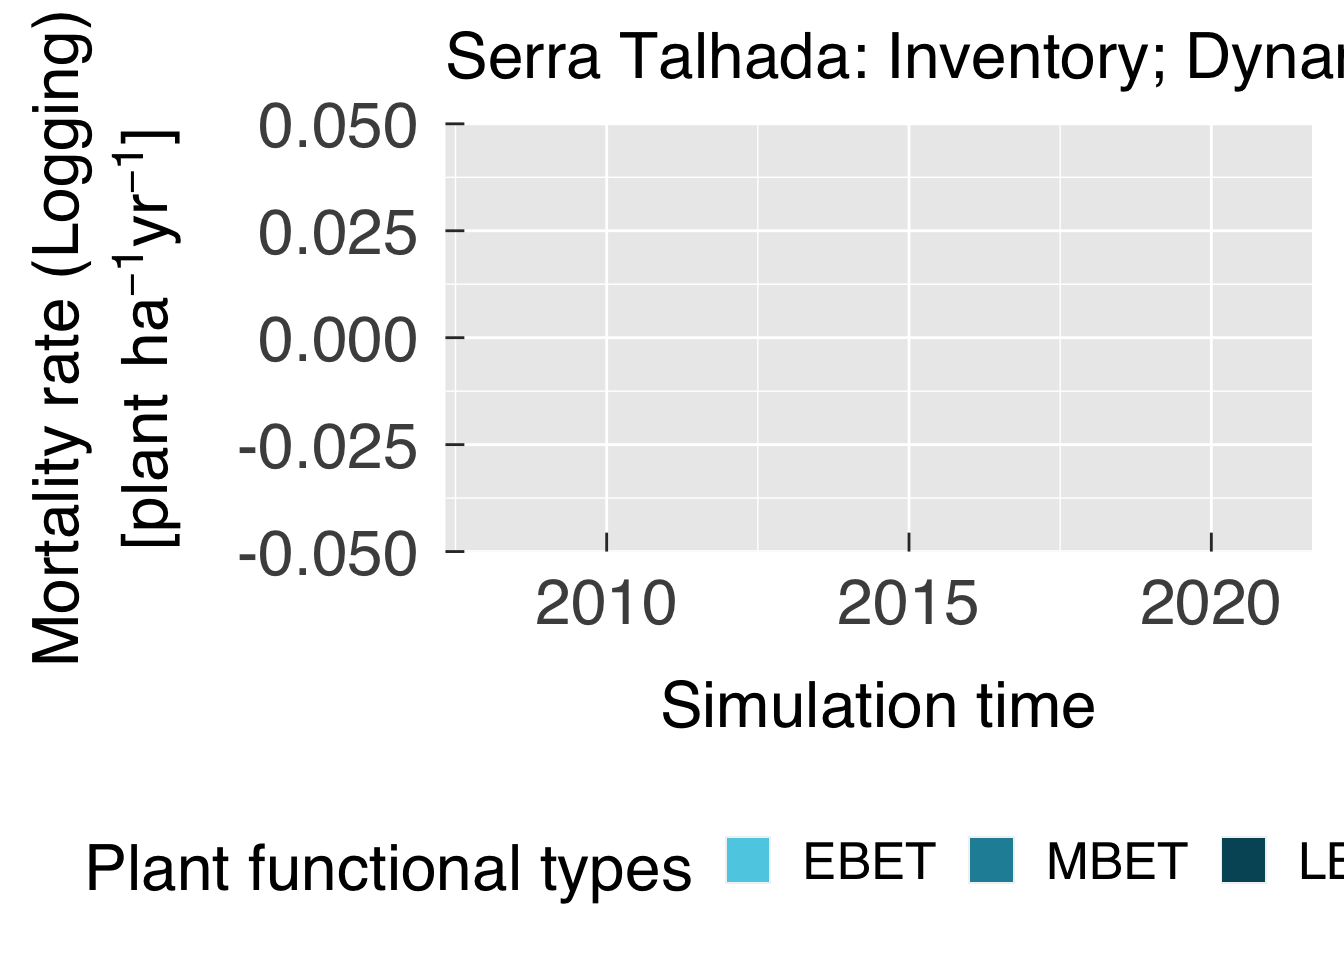 Serra Talhada: Inventory; Dyna
Mortality rate (Logging)
[plant ha⁻¹yr⁻¹]
0.050
0.025
0.000
-0.025
-0.050
2010 2015 2020
Simulation time
Plant functional types EBET MBET LE